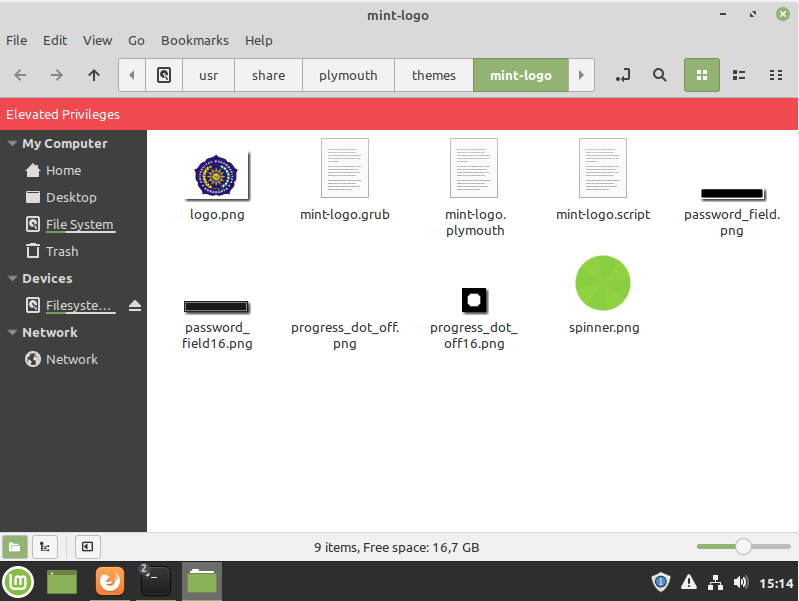 mint-logo
File Edit View Go Bookmarks Help
usr share plymouth themes mint-logo
Elevated Privileges
My Computer
Home
Desktop
File System
Trash
Devices
Filesyste...
Network
Network
logo.png
mint-logo.grub
mint-logo.
plymouth
mint-logo.script
password_field.
png
password_
field16.png
progress_dot_off.
png
progress_dot_
off16.png
spinner.png
9 items, Free space: 16,7 GB
2
15:14